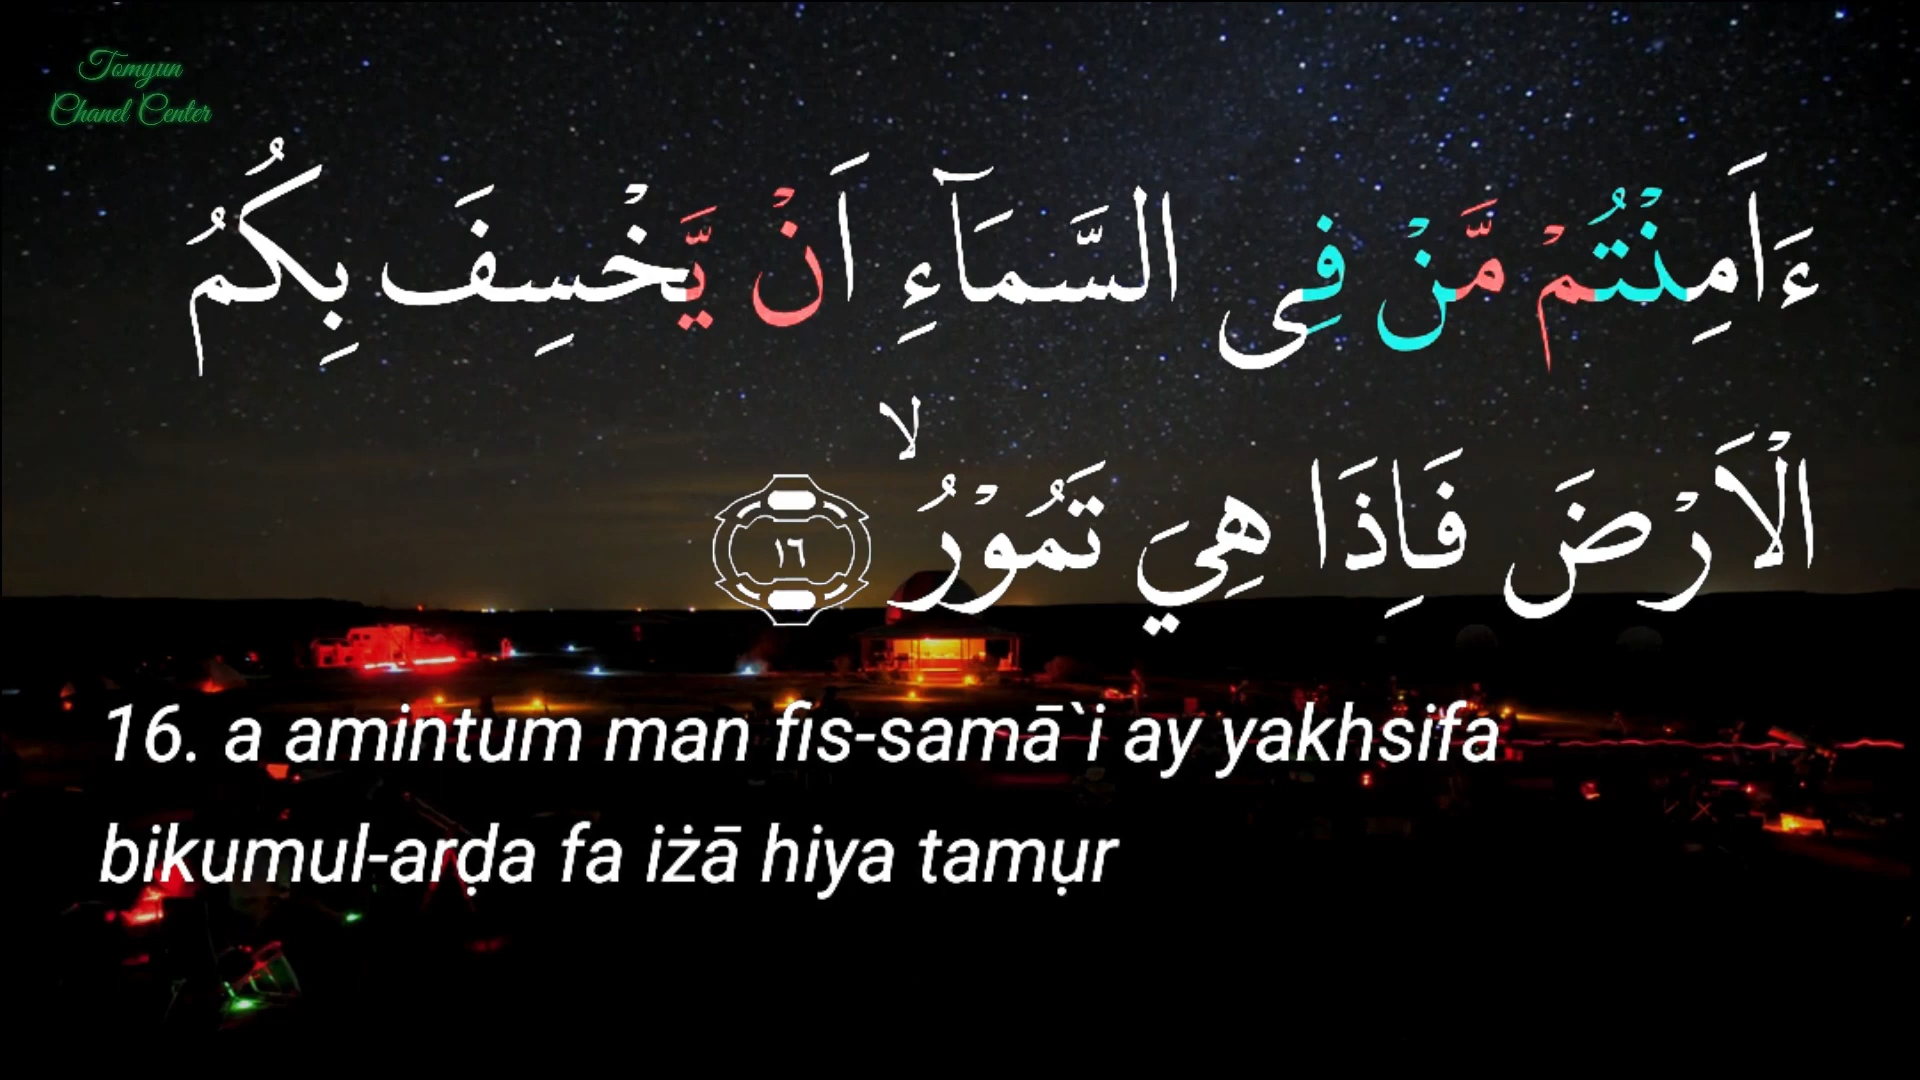 Tomyun
Chanel Center
ءَاَمِنْتُمْ مَّنْ فِى السَّمَآءِ اَنْ يَّخْسِفَ بِكُمُ
الْاَرْضَ فَاِذَا هِيَ تَمُوْرُۙ ١٦
16. a amintum man fis-samā`i ay yakhsifa
bikumul-arḍa fa iżā hiya tamụr